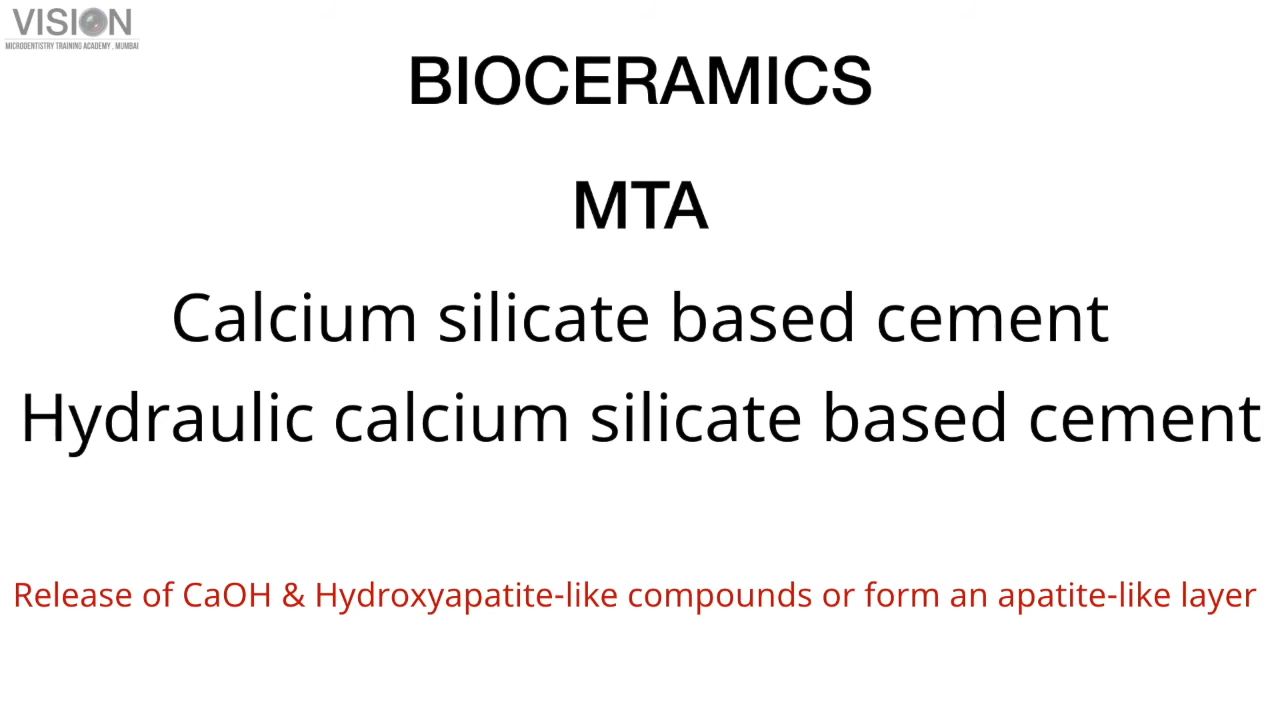 VISION
MICRODENTISTRY TRAINING ACADEMY , MUMBAI
BIOCERAMICS
MTA
Calcium silicate based cement
Hydraulic calcium silicate based cement
Release of CaOH & Hydroxyapatite-like compounds or form an apatite-like layer